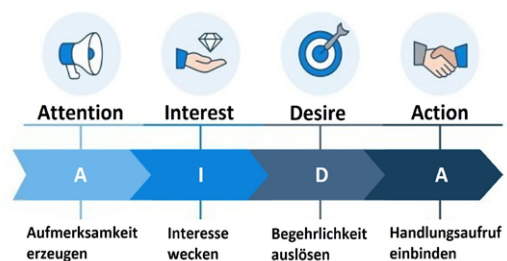 Attention Interest Desire Action
A I D A
Aufmerksamkeit Interesse Begehrlichkeit Handlungsaufruf
erzeugen wecken auslösen einbinden